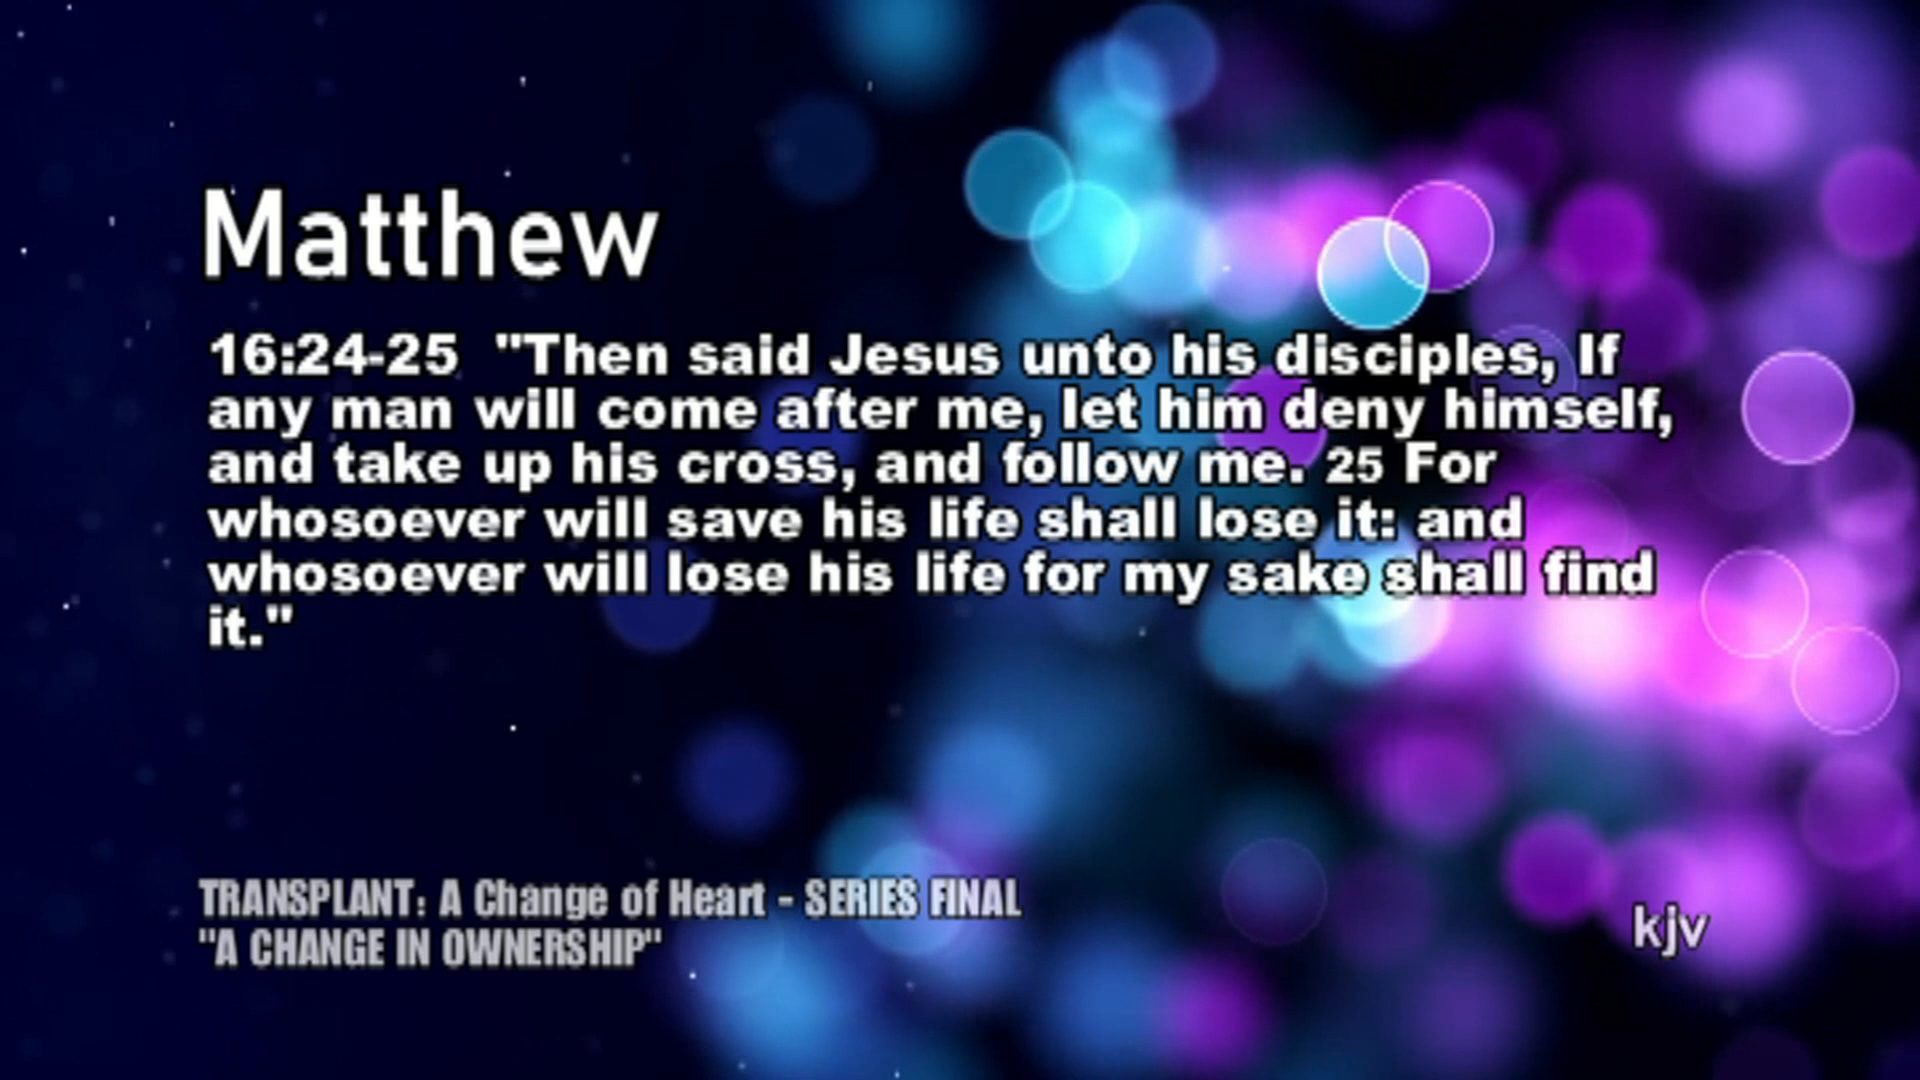 Matthew
16:24-25  "Then said Jesus unto his disciples, If
any man will come after me, let him deny himself,
and take up his cross, and follow me. 25 For
whosoever will save his life shall lose it: and
whosoever will lose his life for my sake shall find
it."
TRANSPLANT: A Change of Heart - SERIES FINAL
"A CHANGE IN OWNERSHIP"
kjv